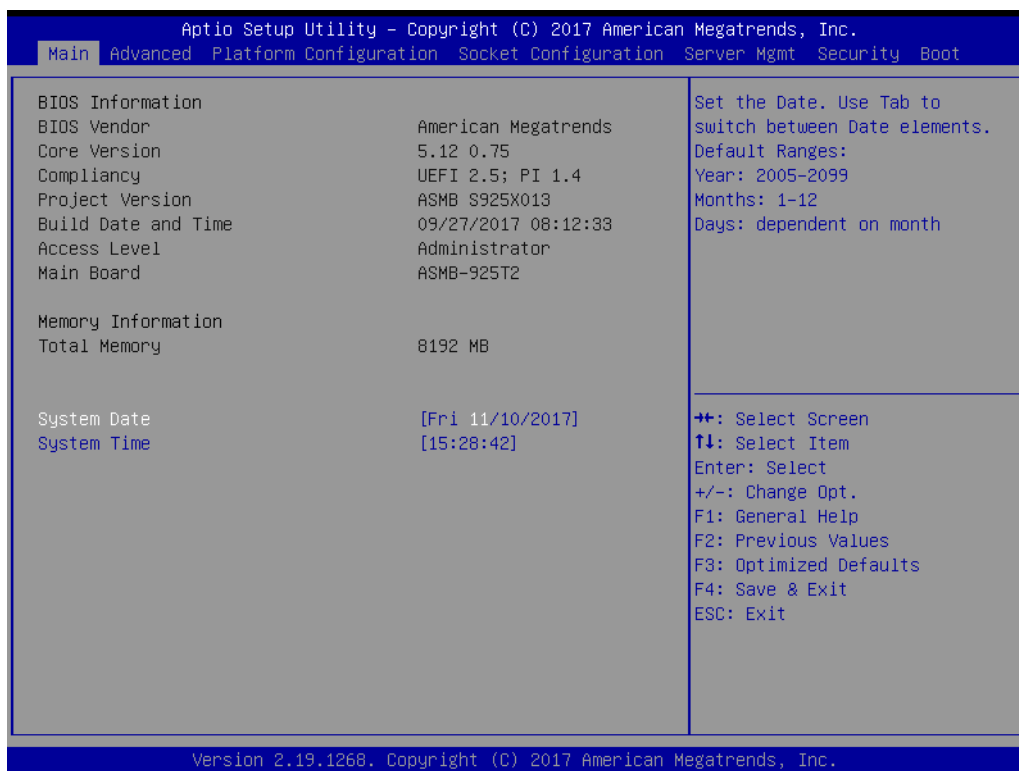 Aptio Setup Utility – Copyright (C) 2017 American Megatrends, Inc.
Main Advanced Platform Configuration Socket Configuration Server Mgmt Security Boot
BIOS Information
BIOS Vendor American Megatrends
Core Version 5.12 0.75
Compliancy UEFI 2.5; PI 1.4
Project Version ASMB S925X013
Build Date and Time 09/27/2017 08:12:33
Access Level Administrator
Main Board ASMB-925T2
Memory Information
Total Memory 8192 MB
System Date [Fri 11/10/2017]
System Time [15:28:42]
Set the Date. Use Tab to
switch between Date elements.
Default Ranges:
Year: 2005-2099
Months: 1-12
Days: dependent on month
→←: Select Screen
↑↓: Select Item
Enter: Select
+/-: Change Opt.
F1: General Help
F2: Previous Values
F3: Optimized Defaults
F4: Save & Exit
ESC: Exit
Version 2.19.1268. Copyright (C) 2017 American Megatrends, Inc.